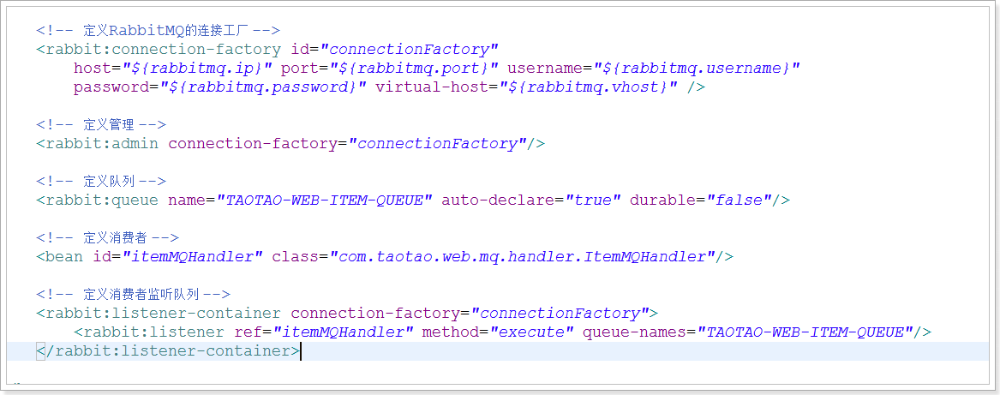 <!-- 定义RabbitMQ的连接工厂 -->
<rabbit:connection-factory id="connectionFactory"
host="${rabbitmq.ip}" port="${rabbitmq.port}" username="${rabbitmq.username}"
password="${rabbitmq.password}" virtual-host="${rabbitmq.vhost}" />
<!-- 定义管理 -->
<rabbit:admin connection-factory="connectionFactory"/>
<!-- 定义队列 -->
<rabbit:queue name="TAOTAO-WEB-ITEM-QUEUE" auto-declare="true" durable="false"/>
<!-- 定义消费者 -->
<bean id="itemMQHandler" class="com.taotao.web.mq.handler.ItemMQHandler"/>
<!-- 定义消费者监听队列 -->
<rabbit:listener-container connection-factory="connectionFactory">
<rabbit:listener ref="itemMQHandler" method="execute" queue-names="TAOTAO-WEB-ITEM-QUEUE"/>
</rabbit:listener-container>